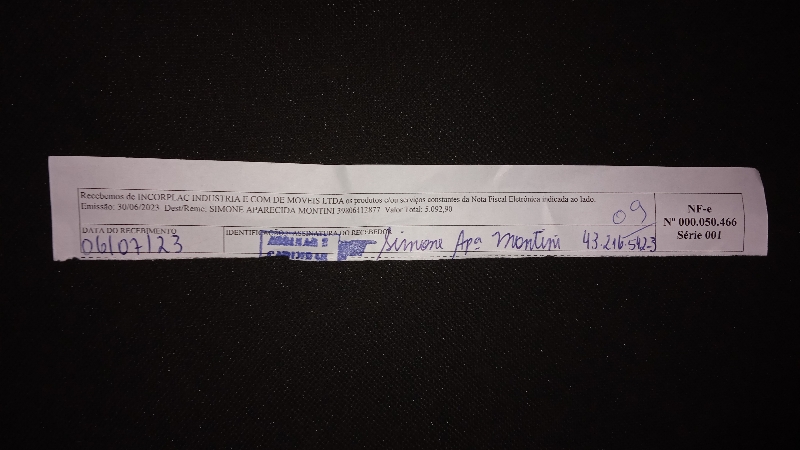 Recebemos de INCORPLAC INDUSTRIA E COM DE MOVEIS LTDA os produtos e/ou serviços constantes da Nota Fiscal Eletrônica indicada ao lado.
Emissão: 30/06/2023 Dest/Reme: SIMONE APARECIDA MONTINI 39806412877 Valor Total: 5.092,90
09
NF-e
Nº 000.050.466
Série 001
DATA DO RECEBIMENTO
06/07/23
IDENTIFICAÇÃO E ASSINATURA DO RECEBEDOR
ASSINAR E
Simone Apª Montini 43.216.542-3